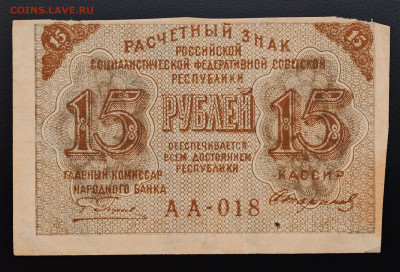 COINS.LAVE.RU
15 РАСЧЕТНЫЙ ЗНАК 15
РОССИЙСКОЙ
СОЦИАЛИСТИЧЕСКОЙ ФЕДЕРАТИВНОЙ СОВЕТСКОЙ
РЕСПУБЛИКИ
15 РУБЛЕЙ 15
ОБЕСПЕЧИВАЕТСЯ
ВСЕМ ДОСТОЯНИЕМ
РЕСПУБЛИКИ
ГЛАВНЫЙ КОМИССАР
НАРОДНОГО БАНКА
КАССИР
АА-018